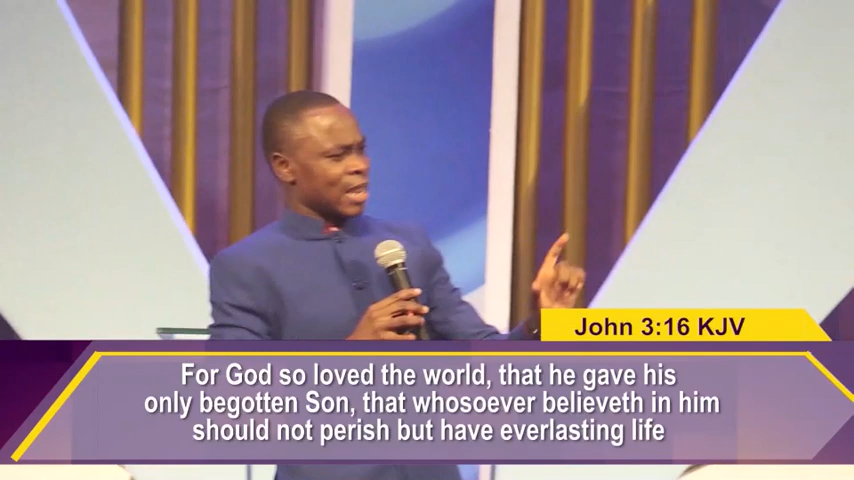 John 3:16 KJV
For God so loved the world, that he gave his
only begotten Son, that whosoever believeth in him
should not perish but have everlasting life